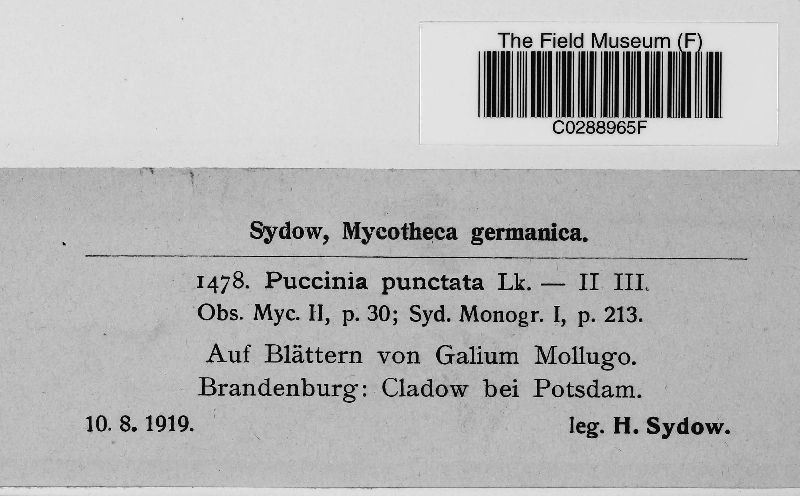 The Field Museum (F)
C0288965F
Sydow, Mycotheca germanica.
1478. Puccinia punctata Lk. — II III.
Obs. Myc. II, p. 30; Syd. Monogr. I, p. 213.
Auf Blättern von Galium Mollugo.
Brandenburg: Cladow bei Potsdam.
10. 8. 1919. leg. H. Sydow.